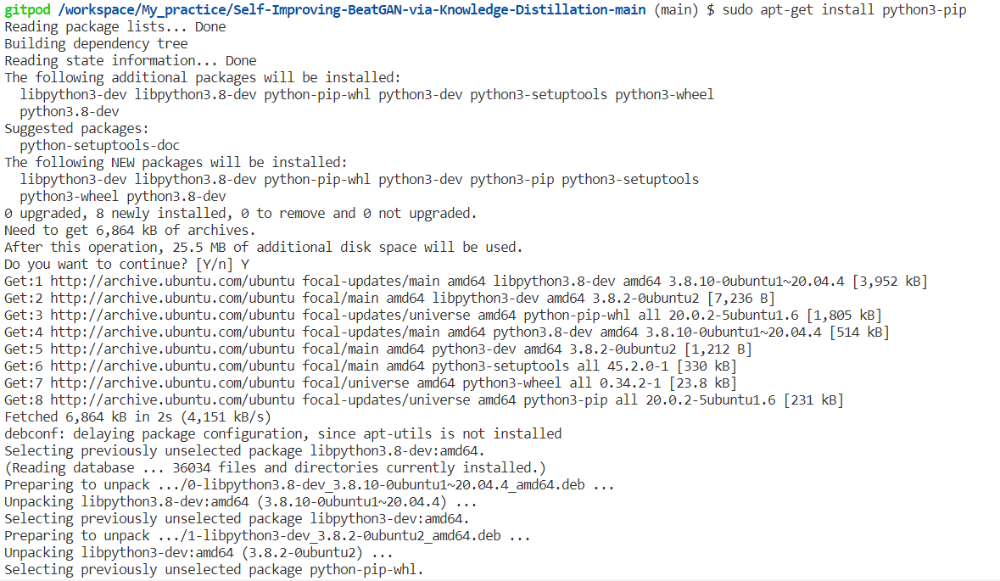 gitpod /workspace/My_practice/Self-Improving-BeatGAN-via-Knowledge-Distillation-main (main) $ sudo apt-get install python3-pip
Reading package lists... Done
Building dependency tree
Reading state information... Done
The following additional packages will be installed:
  libpython3-dev libpython3.8-dev python-pip-whl python3-dev python3-setuptools python3-wheel
  python3.8-dev
Suggested packages:
  python-setuptools-doc
The following NEW packages will be installed:
  libpython3-dev libpython3.8-dev python-pip-whl python3-dev python3-pip python3-setuptools
  python3-wheel python3.8-dev
0 upgraded, 8 newly installed, 0 to remove and 0 not upgraded.
Need to get 6,864 kB of archives.
After this operation, 25.5 MB of additional disk space will be used.
Do you want to continue? [Y/n] Y
Get:1 http://archive.ubuntu.com/ubuntu focal-updates/main amd64 libpython3.8-dev amd64 3.8.10-0ubuntu1~20.04.4 [3,952 kB]
Get:2 http://archive.ubuntu.com/ubuntu focal/main amd64 libpython3-dev amd64 3.8.2-0ubuntu2 [7,236 B]
Get:3 http://archive.ubuntu.com/ubuntu focal-updates/universe amd64 python-pip-whl all 20.0.2-5ubuntu1.6 [1,805 kB]
Get:4 http://archive.ubuntu.com/ubuntu focal-updates/main amd64 python3.8-dev amd64 3.8.10-0ubuntu1~20.04.4 [514 kB]
Get:5 http://archive.ubuntu.com/ubuntu focal/main amd64 python3-dev amd64 3.8.2-0ubuntu2 [1,212 B]
Get:6 http://archive.ubuntu.com/ubuntu focal/main amd64 python3-setuptools all 45.2.0-1 [330 kB]
Get:7 http://archive.ubuntu.com/ubuntu focal/universe amd64 python3-wheel all 0.34.2-1 [23.8 kB]
Get:8 http://archive.ubuntu.com/ubuntu focal-updates/universe amd64 python3-pip all 20.0.2-5ubuntu1.6 [231 kB]
Fetched 6,864 kB in 2s (4,151 kB/s)
debconf: delaying package configuration, since apt-utils is not installed
Selecting previously unselected package libpython3.8-dev:amd64.
(Reading database ... 36034 files and directories currently installed.)
Preparing to unpack .../0-libpython3.8-dev_3.8.10-0ubuntu1~20.04.4_amd64.deb ...
Unpacking libpython3.8-dev:amd64 (3.8.10-0ubuntu1~20.04.4) ...
Selecting previously unselected package libpython3-dev:amd64.
Preparing to unpack .../1-libpython3-dev_3.8.2-0ubuntu2_amd64.deb ...
Unpacking libpython3-dev:amd64 (3.8.2-0ubuntu2) ...
Selecting previously unselected package python-pip-whl.